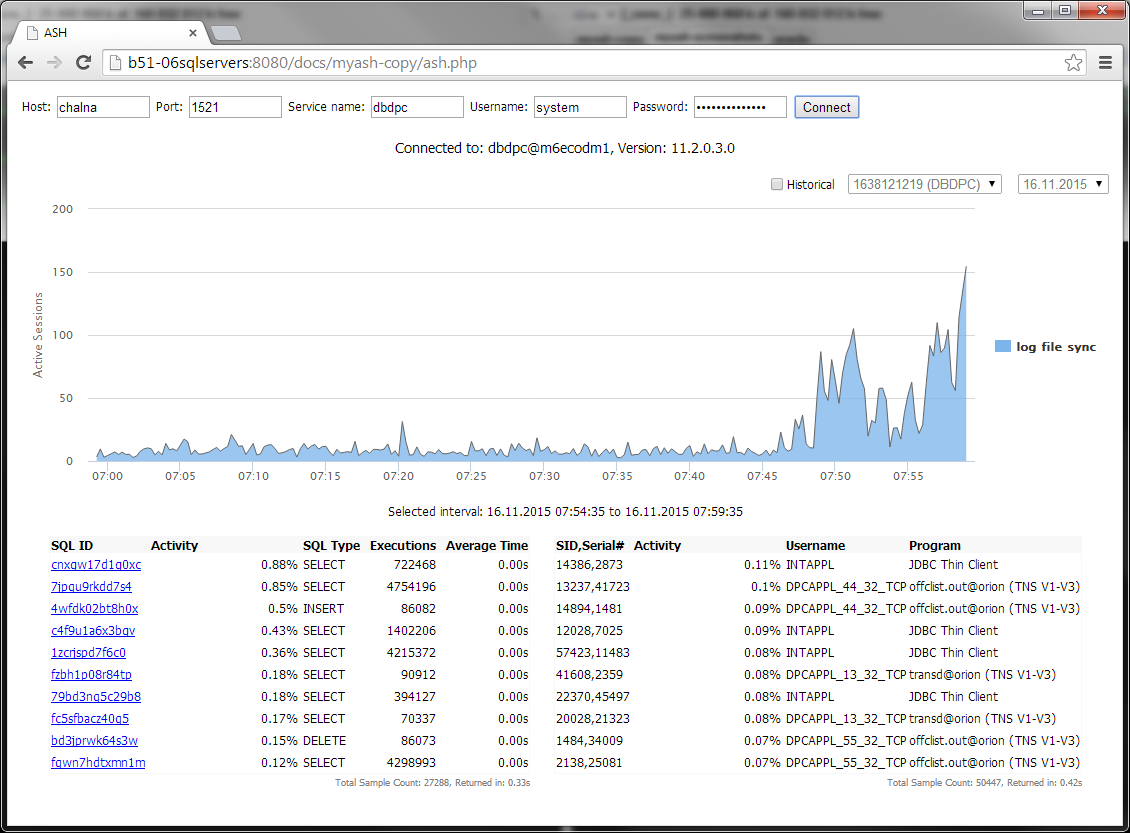 ASH
b51-06sqlservers:8080/docs/myash-copy/ash.php
Host: chalna Port: 1521 Service name: dbdpc Username: system Password: •••••••••••••• Connect
Connected to: dbdpc@m6ecodm1, Version: 11.2.0.3.0
Historical 1638121219 (DBDPC) 16.11.2015
200
150
100
50
0
Active Sessions
log file sync
07:00 07:05 07:10 07:15 07:20 07:25 07:30 07:35 07:40 07:45 07:50 07:55
Selected interval: 16.11.2015 07:54:35 to 16.11.2015 07:59:35
SQL ID Activity SQL Type Executions Average Time SID,Serial# Activity Username Program
cnxqw17d1q0xc 0.88% SELECT 722468 0.00s 14386,2873 0.11% INTAPPL JDBC Thin Client
7jpqu9rkdd7s4 0.85% SELECT 4754196 0.00s 13237,41723 0.1% DPCAPPL_44_32_TCP offclist.out@orion (TNS V1-V3)
4wfdk02bt8h0x 0.5% INSERT 86082 0.00s 14894,1481 0.09% DPCAPPL_44_32_TCP offclist.out@orion (TNS V1-V3)
c4f9u1a6x3bqv 0.43% SELECT 1402206 0.00s 12028,7025 0.09% INTAPPL JDBC Thin Client
1zcrjspd7f6c0 0.36% SELECT 4215372 0.00s 57423,11483 0.08% INTAPPL JDBC Thin Client
fzbh1p08r84tp 0.18% SELECT 90912 0.00s 41608,2359 0.08% DPCAPPL_13_32_TCP transd@orion (TNS V1-V3)
79bd3nq5c29b8 0.18% SELECT 394127 0.00s 22370,45497 0.08% INTAPPL JDBC Thin Client
fc5sfbacz40q5 0.17% SELECT 70337 0.00s 20028,21323 0.08% DPCAPPL_13_32_TCP transd@orion (TNS V1-V3)
bd3jprwk64s3w 0.15% DELETE 86073 0.00s 1484,34009 0.07% DPCAPPL_55_32_TCP offclist.out@orion (TNS V1-V3)
fqwn7hdtxmn1m 0.12% SELECT 4298993 0.00s 2138,25081 0.07% DPCAPPL_55_32_TCP offclist.out@orion (TNS V1-V3)
Total Sample Count: 27288, Returned in: 0.33s Total Sample Count: 50447, Returned in: 0.42s